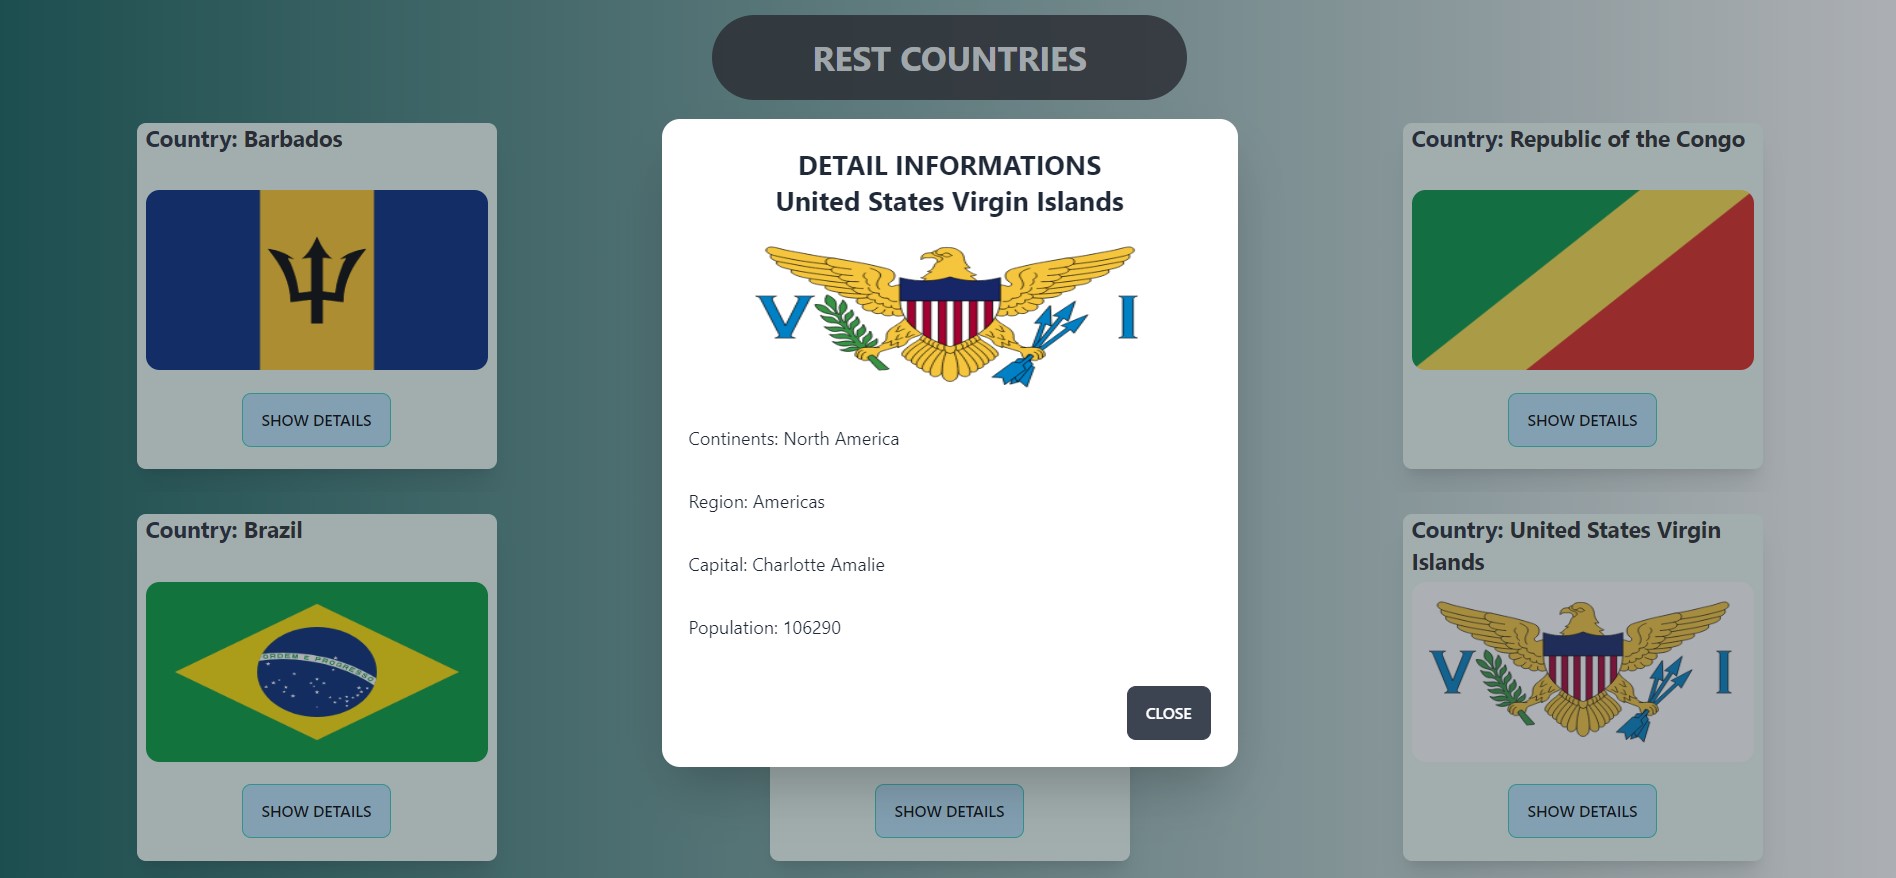 REST COUNTRIES
Country: Barbados
SHOW DETAILS
DETAIL INFORMATIONS
United States Virgin Islands
V I
Continents: North America
Region: Americas
Capital: Charlotte Amalie
Population: 106290
CLOSE
Country: Republic of the Congo
SHOW DETAILS
Country: Brazil
ORDEM E PROGRESSO
SHOW DETAILS
SHOW DETAILS
Country: United States Virgin
Islands
V I
SHOW DETAILS